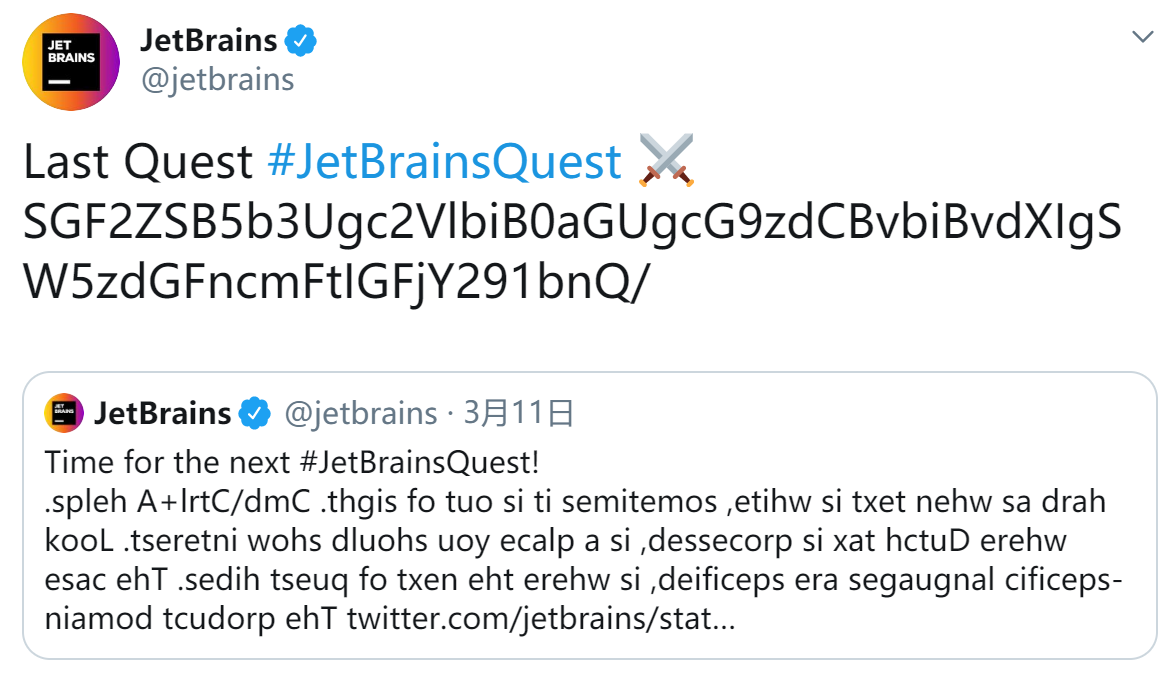 JET
BRAINS
JetBrains
@jetbrains
Last Quest #JetBrainsQuest ⚔️
SGF2ZSB5b3Ugc2VlbiB0aGUgcG9zdCBvbiBvdXIgS
W5zdGFncmFtIGFjY291bnQ/
JET
BRAINS
JetBrains @jetbrains · 3月11日
Time for the next #JetBrainsQuest!
.spleh A+lrtC/dmC .thgis fo tuo si ti semitemos ,etihw si txet nehw sa drah
kooL .tseretni wohs dluohs uoy ecalp a si ,dessecorp si xat hctuD erehw
esac ehT .sedih tseuq fo txen eht erehw si ,deificeps era segaugnal cificeps-
niamod tcudorp ehT twitter.com/jetbrains/stat...